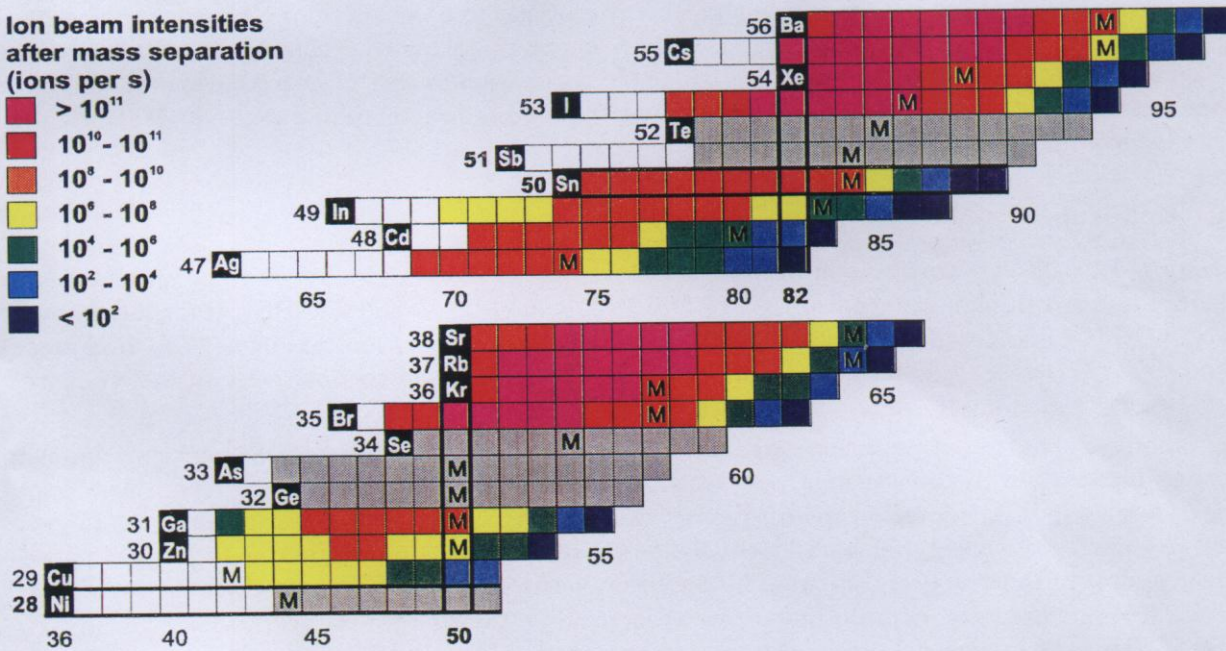 Ion beam intensities
after mass separation
(ions per s)
> 10¹¹
10¹⁰- 10¹¹
10⁸ - 10¹⁰
10⁶ - 10⁸
10⁴ - 10⁶
10² - 10⁴
< 10²
56 Ba M
55 Cs M
54 Xe M
53 I M 95
52 Te M
51 Sb M
50 Sn M
49 In M 90
48 Cd M 85
47 Ag M
65 70 75 80 82
38 Sr M
37 Rb M
36 Kr M 65
35 Br M
34 Se M
33 As M 60
32 Ge M
31 Ga M
30 Zn M 55
29 Cu M
28 Ni M
36 40 45 50